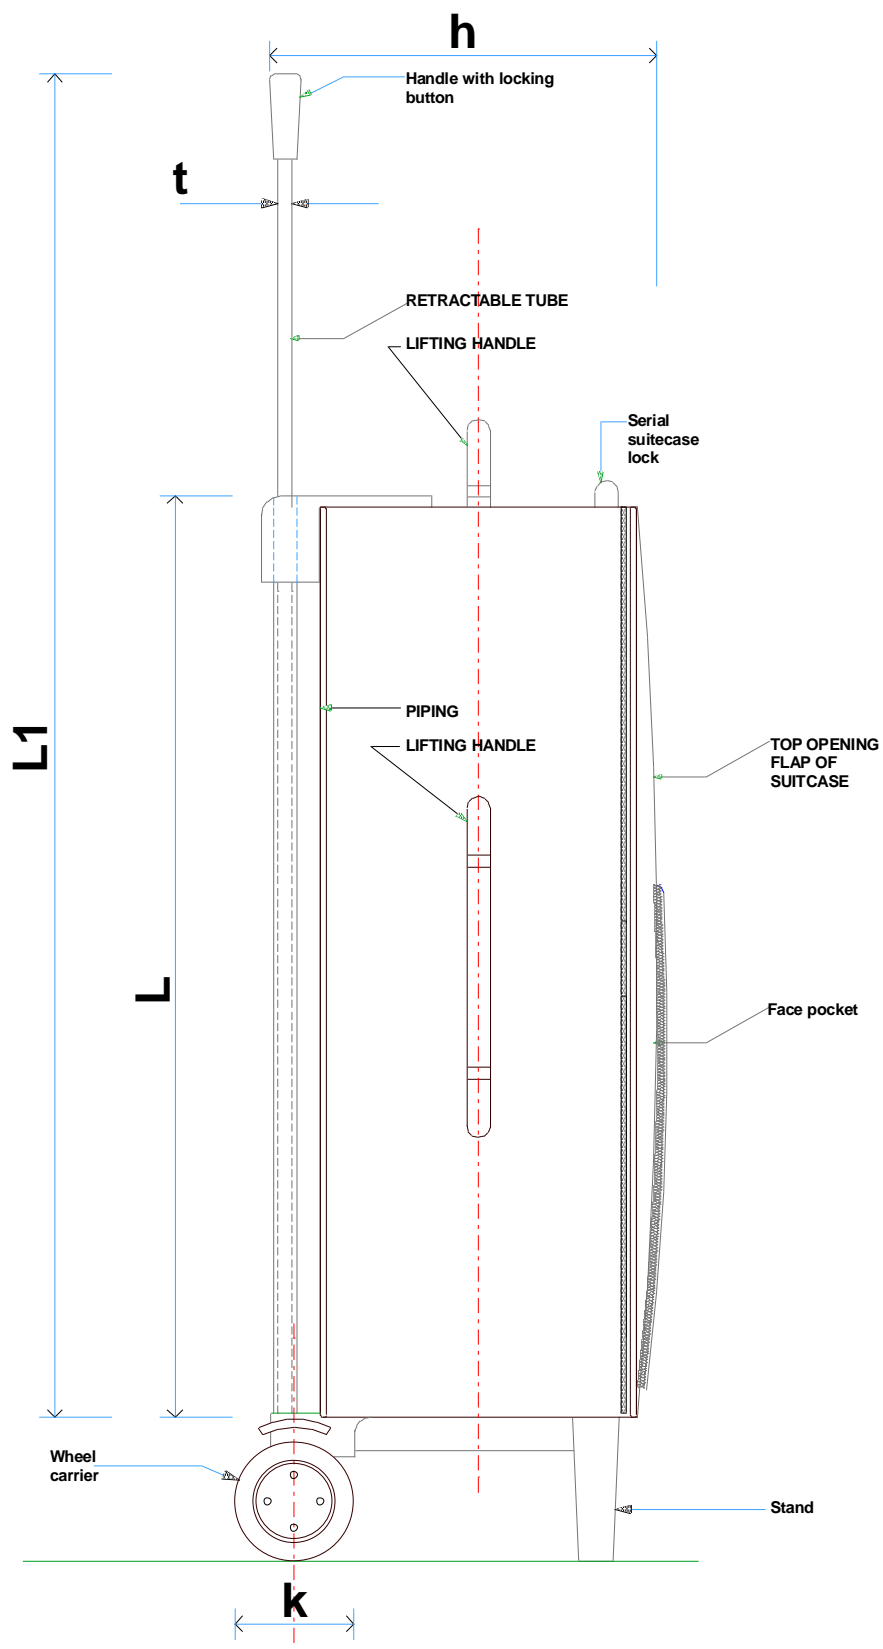 h
Handle with locking
button
t
RETRACTABLE TUBE
LIFTING HANDLE
Serial
suitecase
lock
L1
PIPING
LIFTING HANDLE
TOP OPENING
FLAP OF
SUITCASE
L
Face pocket
Wheel
carrier
Stand
k